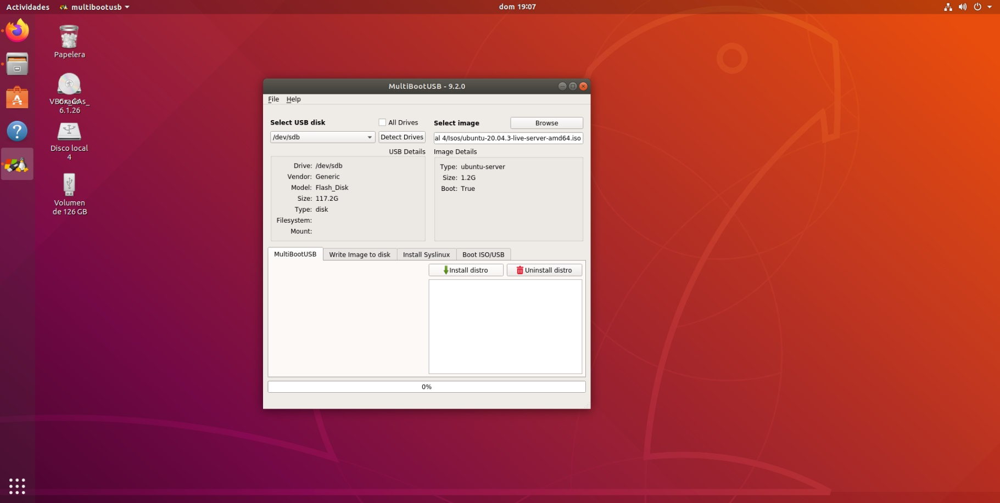 Actividades multibootusb dom 19:07
Papelera
6.1.26
Disco local
4
Volumen
de 126 GB
MultiBootUSB - 9.2.0
File Help
Select USB disk All Drives
/dev/sdb Detect Drives
USB Details
Drive: /dev/sdb
Vendor: Generic
Model: Flash_Disk
Size: 117.2G
Type: disk
Filesystem:
Mount:
Select image Browse
al 4/Isos/ubuntu-20.04.3-live-server-amd64.iso
Image Details
Type: ubuntu-server
Size: 1.2G
Boot: True
MultiBootUSB Write Image to disk Install Syslinux Boot ISO/USB
Install distro Uninstall distro
0%